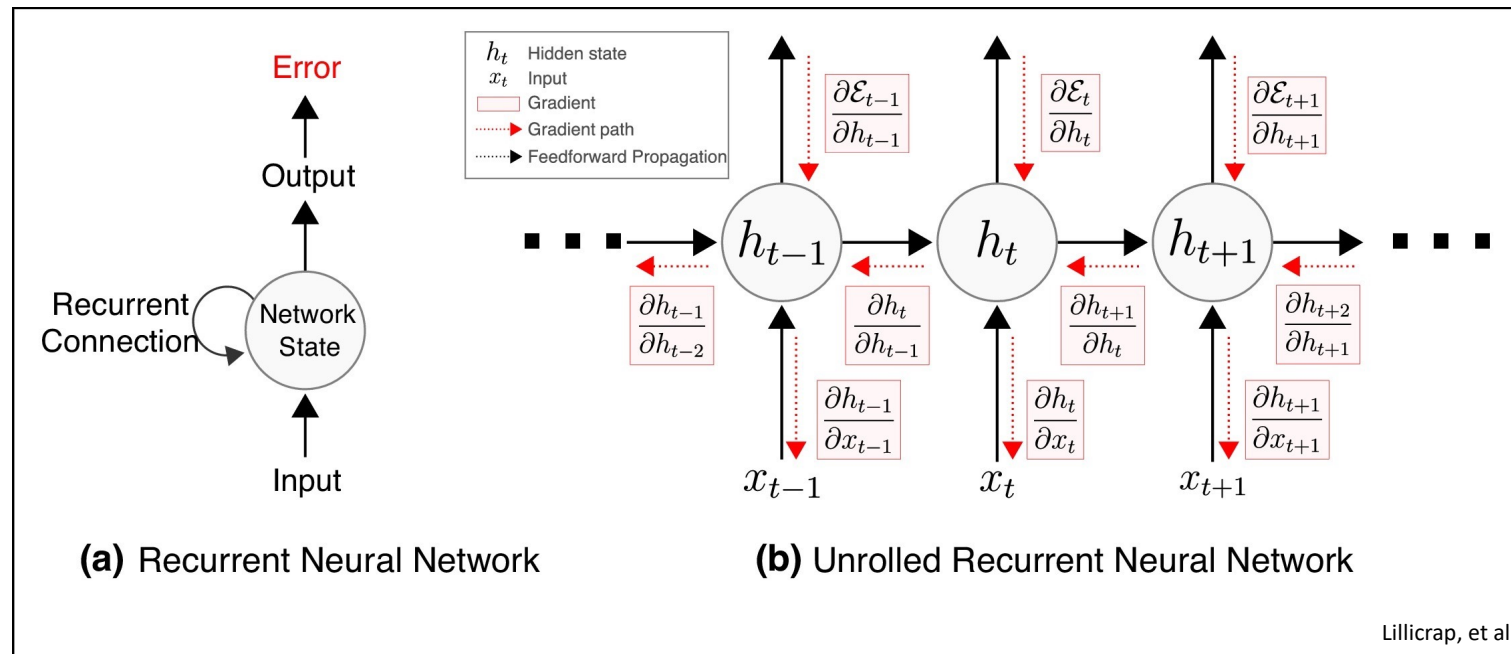 Error
Output
Recurrent
Connection
Network
State
Input
(a) Recurrent Neural Network
h_t Hidden state
x_t Input
Gradient
Gradient path
Feedforward Propagation
∂ℰ_{t−1}/∂h_{t−1}
∂ℰ_t/∂h_t
∂ℰ_{t+1}/∂h_{t+1}
h_{t−1}
h_t
h_{t+1}
∂h_{t−1}/∂h_{t−2}
∂h_t/∂h_{t−1}
∂h_{t+1}/∂h_t
∂h_{t+2}/∂h_{t+1}
∂h_{t−1}/∂x_{t−1}
∂h_t/∂x_t
∂h_{t+1}/∂x_{t+1}
x_{t−1}
x_t
x_{t+1}
(b) Unrolled Recurrent Neural Network
Lillicrap, et al